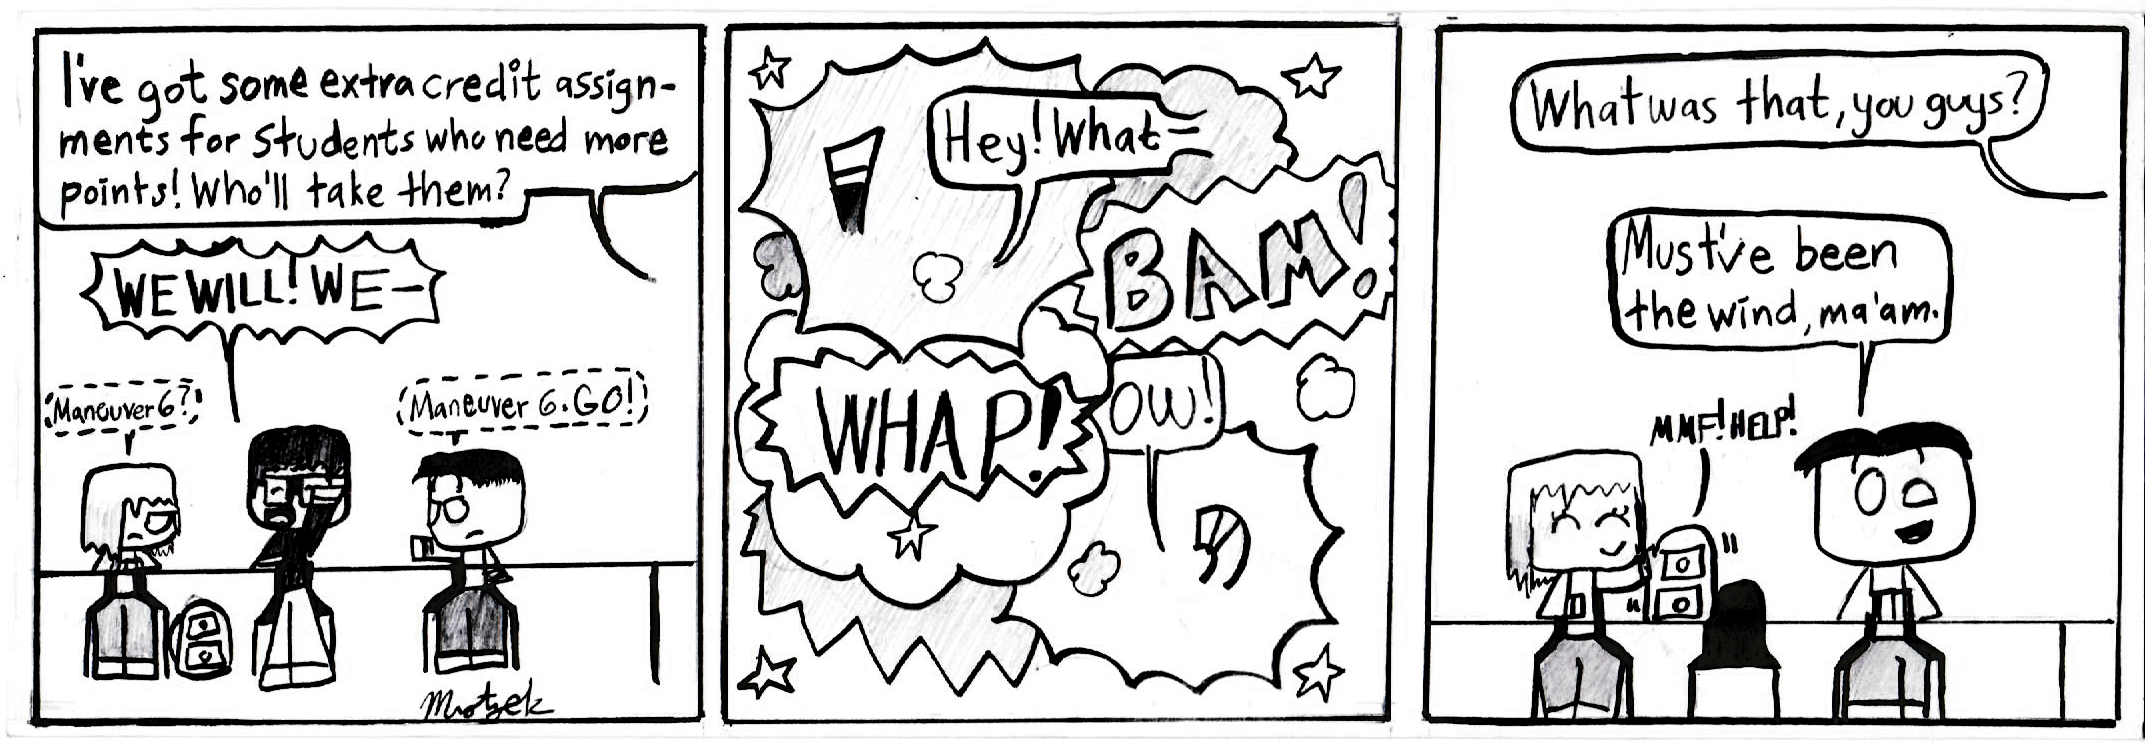 I've got some extra credit assign-
ments for students who need more
points! Who'll take them?
WE WILL! WE-
Maneuver 6?
Maneuver 6. GO!
Motzek
Hey! What-
BAM!
WHAP!
OW!
What was that, you guys?
Must've been
the wind, ma'am.
MMF! HELP!